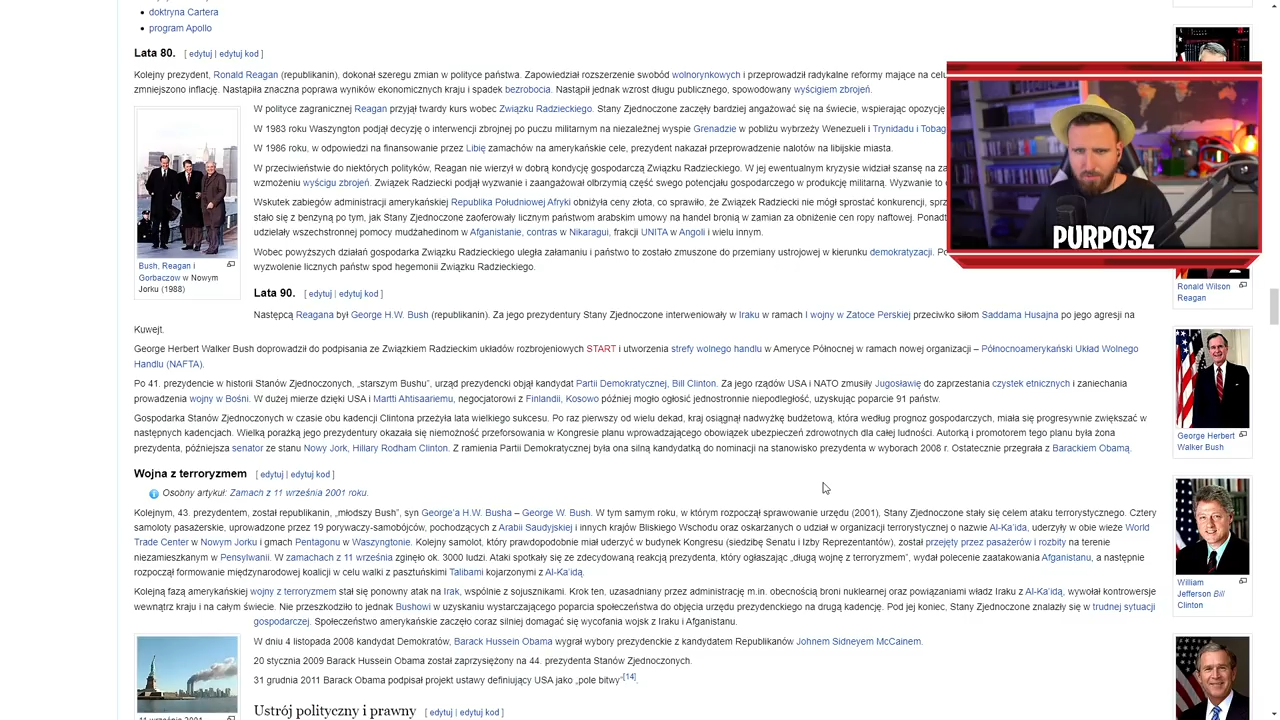 doktryna Cartera
program Apollo
Lata 80. [ edytuj | edytuj kod ]
Kolejny prezydent, Ronald Reagan (republikanin), dokonał szeregu zmian w polityce państwa. Zapowiedział rozszerzenie swobód wolnorynkowych i przeprowadził radykalne reformy mające na celu
zmniejszono inflację. Nastąpiła znaczna poprawa wyników ekonomicznych kraju i spadek bezrobocia. Nastąpił jednak wzrost długu publicznego, spowodowany wyścigiem zbrojeń.
W polityce zagranicznej Reagan przyjął twardy kurs wobec Związku Radzieckiego. Stany Zjednoczone zaczęły bardziej angażować się na świecie, wspierając opozycję
W 1983 roku Waszyngton podjął decyzję o interwencji zbrojnej po puczu militarnym na niezależnej wyspie Grenadzie w pobliżu wybrzeży Wenezueli i Trynidadu i Tobag
W 1986 roku, w odpowiedzi na finansowanie przez Libię zamachów na amerykańskie cele, prezydent nakazał przeprowadzenie nalotów na libijskie miasta.
W przeciwieństwie do niektórych polityków, Reagan nie wierzył w dobrą kondycję gospodarczą Związku Radzieckiego. W jej ewentualnym kryzysie widział szansę na za
wzmożeniu wyścigu zbrojeń. Związek Radziecki podjął wyzwanie i zaangażował olbrzymią część swego potencjału gospodarczego w produkcję militarną. Wyzwanie to
Wskutek zabiegów administracji amerykańskiej Republika Południowej Afryki obniżyła ceny złota, co sprawiło, że Związek Radziecki nie mógł sprostać konkurencji, sprz
stało się z benzyną po tym, jak Stany Zjednoczone zaoferowały licznym państwom arabskim umowy na handel bronią w zamian za obniżenie cen ropy naftowej. Ponadt
udzielały wszechstronnej pomocy mudżahedinom w Afganistanie, contras w Nikaragui, frakcji UNITA w Angoli i wielu innym.
Wobec powyższych działań gospodarka Związku Radzieckiego uległa załamaniu i państwo to zostało zmuszone do przemiany ustrojowej w kierunku demokratyzacji. Po
wyzwolenie licznych państw spod hegemonii Związku Radzieckiego.
Bush, Reagan i
Gorbaczow w Nowym
Jorku (1988)
PURPOSZ
Ronald Wilson
Reagan
Lata 90. [ edytuj | edytuj kod ]
Następcą Reagana był George H.W. Bush (republikanin). Za jego prezydentury Stany Zjednoczone interweniowały w Iraku w ramach I wojny w Zatoce Perskiej przeciwko siłom Saddama Husajna po jego agresji na
Kuwejt.
George Herbert Walker Bush doprowadził do podpisania ze Związkiem Radzieckim układów rozbrojeniowych START i utworzenia strefy wolnego handlu w Ameryce Północnej w ramach nowej organizacji – Północnoamerykański Układ Wolnego
Handlu (NAFTA).
Po 41. prezydencie w historii Stanów Zjednoczonych, „starszym Bushu”, urząd prezydencki objął kandydat Partii Demokratycznej, Bill Clinton. Za jego rządów USA i NATO zmusiły Jugosławię do zaprzestania czystek etnicznych i zaniechania
prowadzenia wojny w Bośni. W dużej mierze dzięki USA i Martti Ahtisaariemu, negocjatorowi z Finlandii, Kosowo później mogło ogłosić jednostronnie niepodległość, uzyskując poparcie 91 państw.
Gospodarka Stanów Zjednoczonych w czasie obu kadencji Clintona przeżyła lata wielkiego sukcesu. Po raz pierwszy od wielu dekad, kraj osiągnął nadwyżkę budżetową, która według prognoz gospodarczych, miała się progresywnie zwiększać w
następnych kadencjach. Wielką porażką jego prezydentury okazała się niemożność przeforsowania w Kongresie planu wprowadzającego obowiązek ubezpieczeń zdrowotnych dla całej ludności. Autorką i promotorem tego planu była żona
prezydenta, późniejsza senator ze stanu Nowy Jork, Hillary Rodham Clinton. Z ramienia Partii Demokratycznej była ona silną kandydatką do nominacji na stanowisko prezydenta w wyborach 2008 r. Ostatecznie przegrała z Barackiem Obamą.
George Herbert
Walker Bush
Wojna z terroryzmem [ edytuj | edytuj kod ]
Osobny artykuł: Zamach z 11 września 2001 roku.
Kolejnym, 43. prezydentem, został republikanin, „młodszy Bush”, syn George'a H.W. Busha – George W. Bush. W tym samym roku, w którym rozpoczął sprawowanie urzędu (2001), Stany Zjednoczone stały się celem ataku terrorystycznego. Cztery
samoloty pasażerskie, uprowadzone przez 19 porywaczy-samobójców, pochodzących z Arabii Saudyjskiej i innych krajów Bliskiego Wschodu oraz oskarżanych o udział w organizacji terrorystycznej o nazwie Al-Ka'ida, uderzyły w obie wieże World
Trade Center w Nowym Jorku i gmach Pentagonu w Waszyngtonie. Kolejny samolot, który prawdopodobnie miał uderzyć w budynek Kongresu (siedzibę Senatu i Izby Reprezentantów), został przejęty przez pasażerów i rozbity na terenie
niezamieszkanym w Pensylwanii. W zamachach z 11 września zginęło ok. 3000 ludzi. Ataki spotkały się ze zdecydowaną reakcją prezydenta, który ogłaszając „długą wojnę z terroryzmem”, wydał polecenie zaatakowania Afganistanu, a następnie
rozpoczął formowanie międzynarodowej koalicji w celu walki z pasztuńskimi Talibami kojarzonymi z Al-Ka'idą.
Kolejną fazą amerykańskiej wojny z terroryzmem stał się ponowny atak na Irak, wspólnie z sojusznikami. Krok ten, uzasadniany przez administrację m.in. obecnością broni nuklearnej oraz powiązaniami władz Iraku z Al-Ka'idą, wywołał kontrowersje
wewnątrz kraju i na całym świecie. Nie przeszkodziło to jednak Bushowi w uzyskaniu wystarczającego poparcia społeczeństwa do objęcia urzędu prezydenckiego na drugą kadencję. Pod jej koniec, Stany Zjednoczone znalazły się w trudnej sytuacji
gospodarczej. Społeczeństwo amerykańskie zaczęło coraz silniej domagać się wycofania wojsk z Iraku i Afganistanu.
William
Jefferson Bill
Clinton
W dniu 4 listopada 2008 kandydat Demokratów, Barack Hussein Obama wygrał wybory prezydenckie z kandydatem Republikanów Johnem Sidneyem McCainem.
20 stycznia 2009 Barack Hussein Obama został zaprzysiężony na 44. prezydenta Stanów Zjednoczonych.
31 grudnia 2011 Barack Obama podpisał projekt ustawy definiujący USA jako „pole bitwy”[14].
Ustrój polityczny i prawny [ edytuj | edytuj kod ]
11 września 2001